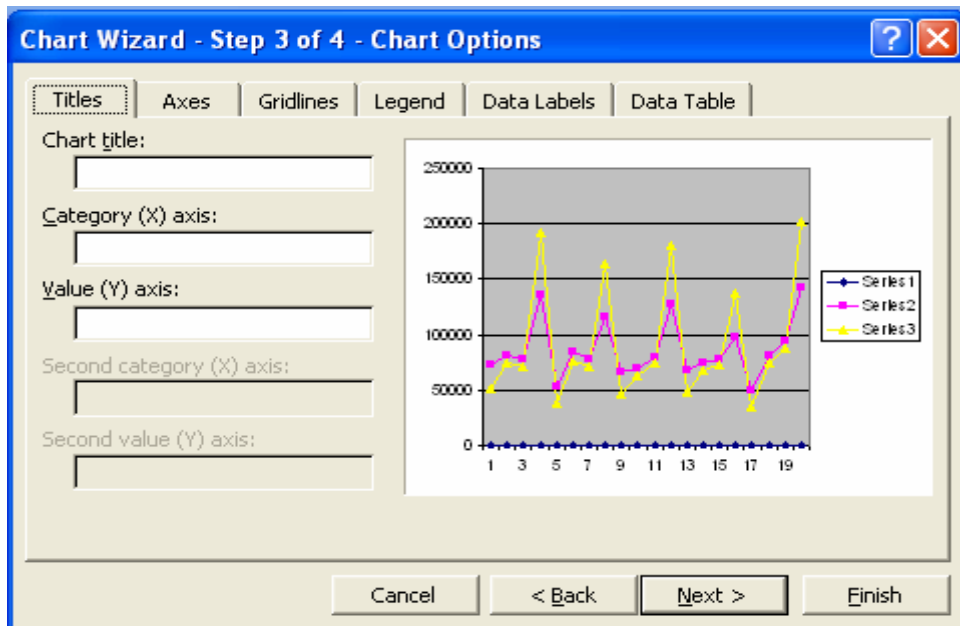 Chart Wizard - Step 3 of 4 - Chart Options
Titles Axes Gridlines Legend Data Labels Data Table
Chart title:
Category (X) axis:
Value (Y) axis:
Second category (X) axis:
Second value (Y) axis:
250000
200000
150000
100000
50000
0
1 3 5 7 9 11 13 15 17 19
Series1
Series2
Series3
Cancel < Back Next > Finish